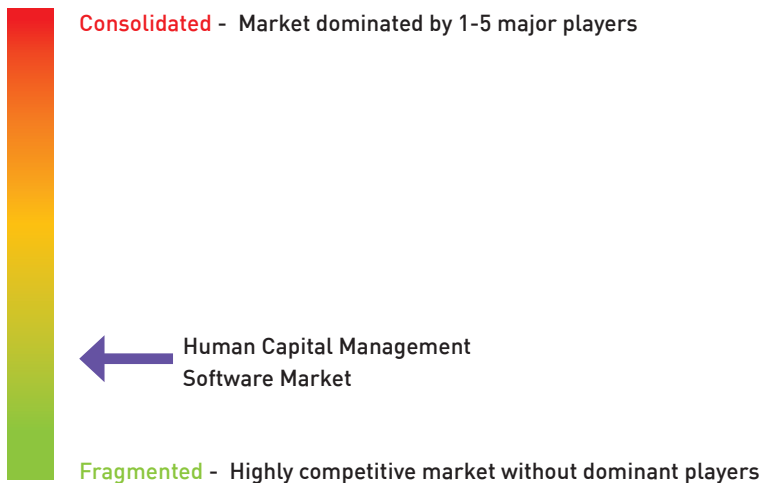 Consolidated - Market dominated by 1-5 major players
Human Capital Management
Software Market
Fragmented - Highly competitive market without dominant players